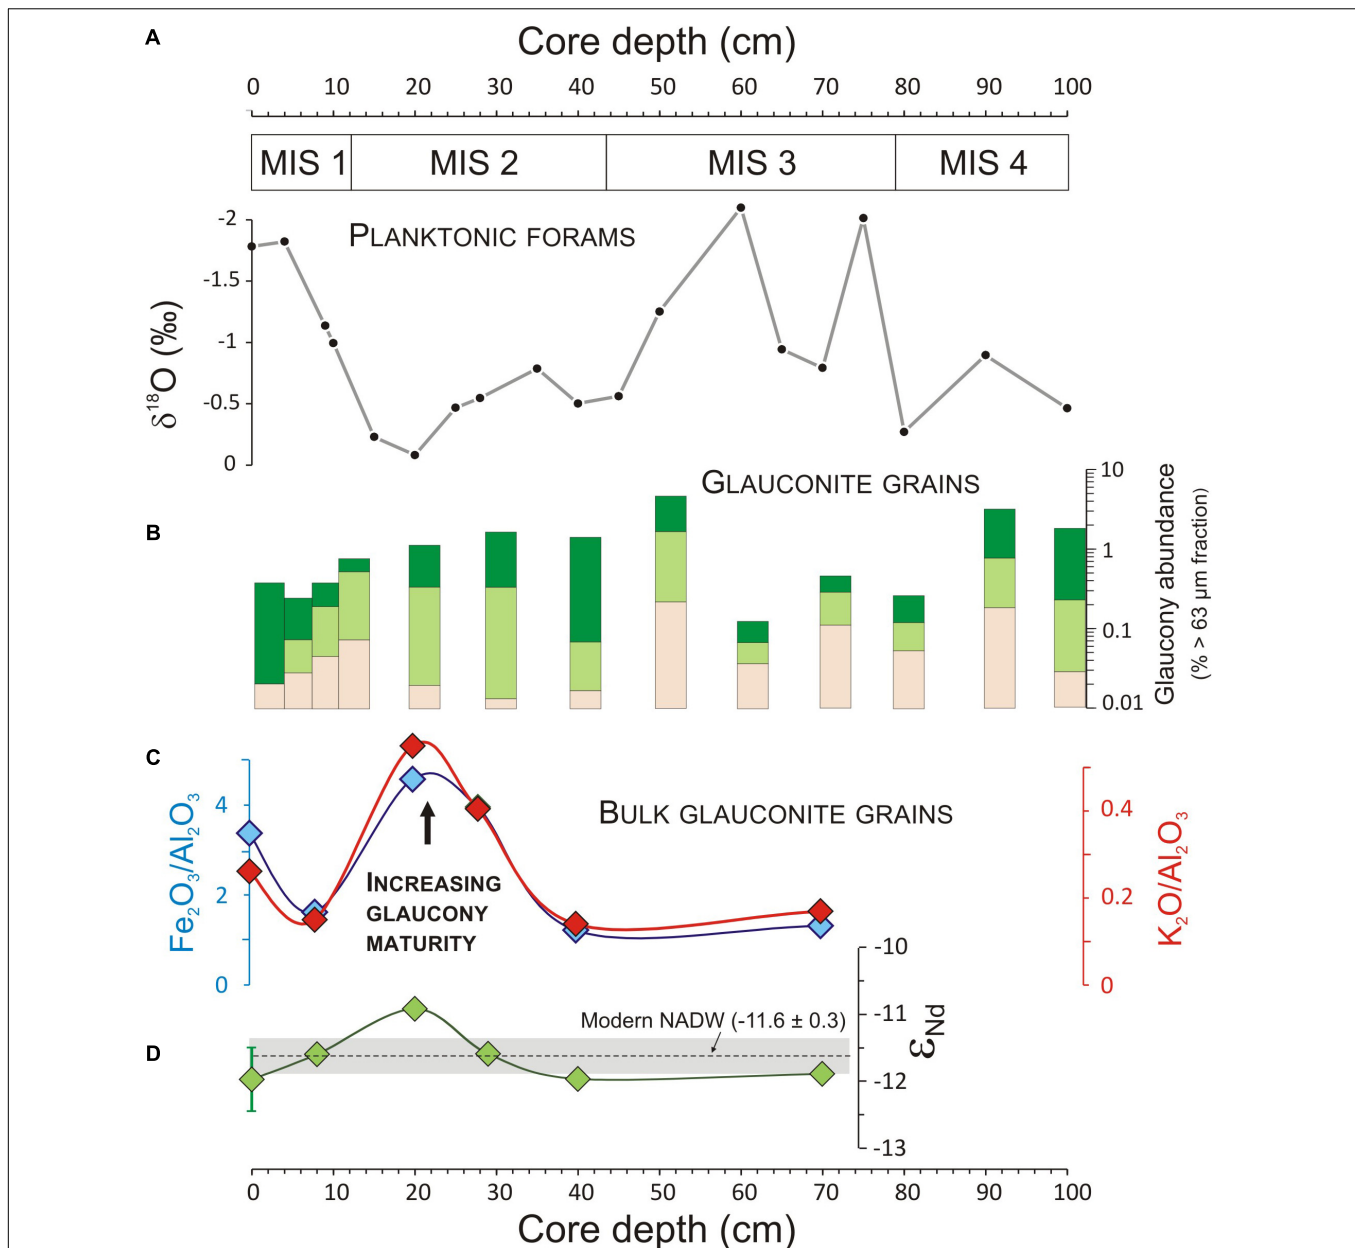 A
Core depth (cm)
0 10 20 30 40 50 60 70 80 90 100
MIS 1 MIS 2 MIS 3 MIS 4
PLANKTONIC FORAMS
δ18O (‰)
-2
-1.5
-1
-0.5
0
B
GLAUCONITE GRAINS
Glaucony abundance
(% > 63 µm fraction)
10
1
0.1
0.01
C
BULK GLAUCONITE GRAINS
Fe2O3/Al2O3
4
2
0
INCREASING
GLAUCONY
MATURITY
K2O/Al2O3
0.4
0.2
0
D
Modern NADW (-11.6 ± 0.3)
εNd
-10
-11
-12
-13
0 10 20 30 40 50 60 70 80 90 100
Core depth (cm)